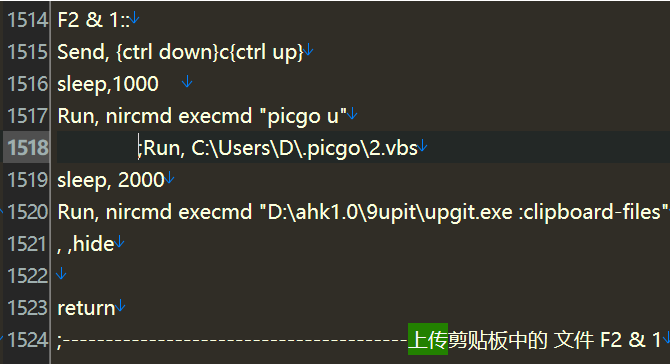 1514 F2 & 1::
1515 Send, {ctrl down}c{ctrl up}
1516 sleep,1000
1517 Run, nircmd execmd "picgo u"
1518 ;Run, C:\Users\D\.picgo\2.vbs
1519 sleep, 2000
1520 Run, nircmd execmd "D:\ahk1.0\9upit\upgit.exe :clipboard-files"
1521 , ,hide
1522
1523 return
1524 ;----------------------------------------上传剪贴板中的 文件 F2 & 1